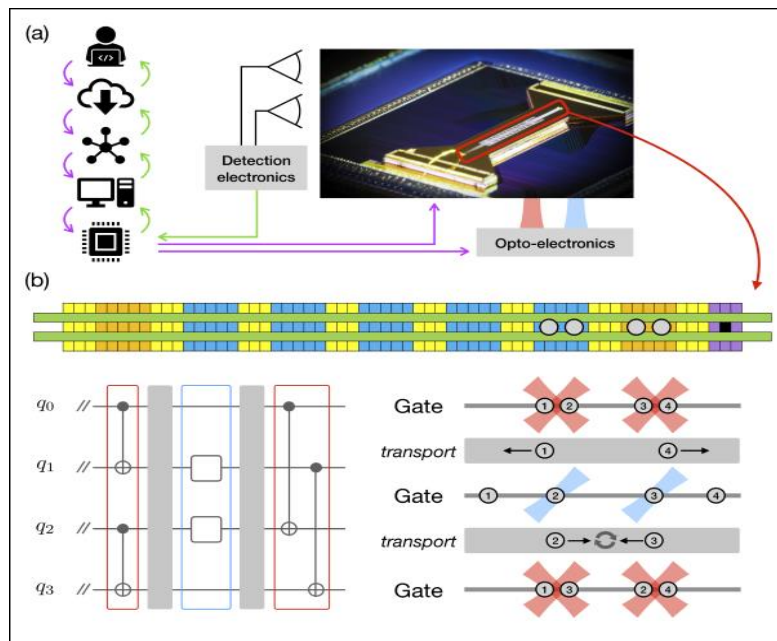 (a)
</>
Detection
electronics
Opto-electronics
(b)
q0
q1
q2
q3
Gate
1 2 3 4
transport
1 4
Gate
1 2 3 4
transport
2 3
Gate
1 3 2 4